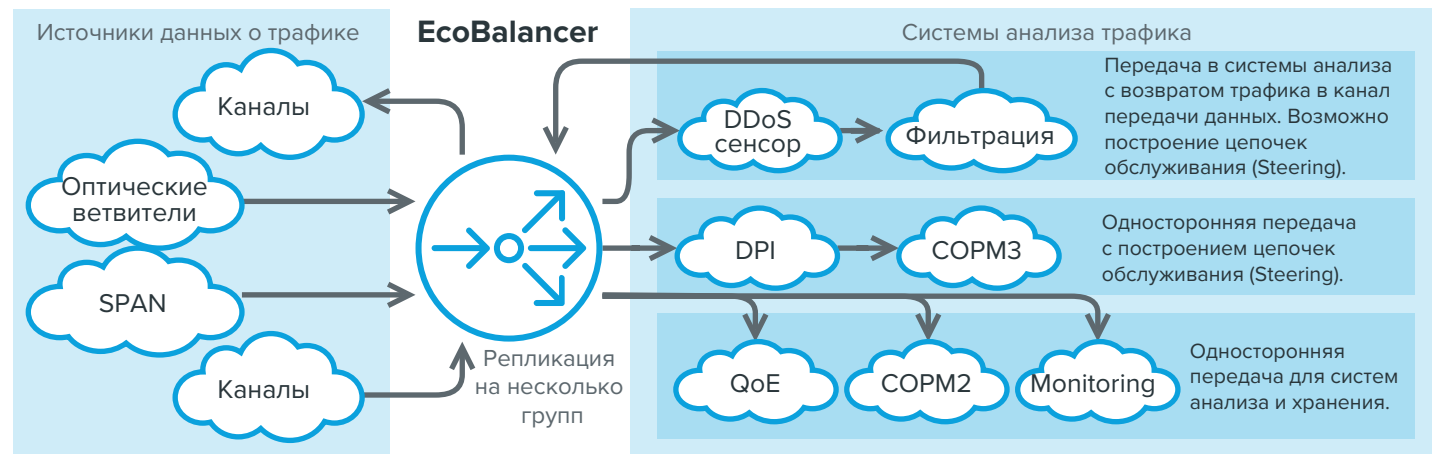 Источники данных о трафике
EcoBalancer
Системы анализа трафика
Каналы
Оптические
ветвители
SPAN
Каналы
Репликация
на несколько
групп
DDoS
сенсор
Фильтрация
Передача в системы анализа
с возвратом трафика в канал
передачи данных. Возможно
построение цепочек
обслуживания (Steering).
DPI
СОРМ3
Односторонняя передача
с построением цепочек
обслуживания (Steering).
QoE
СОРМ2
Monitoring
Односторонняя
передача для систем
анализа и хранения.